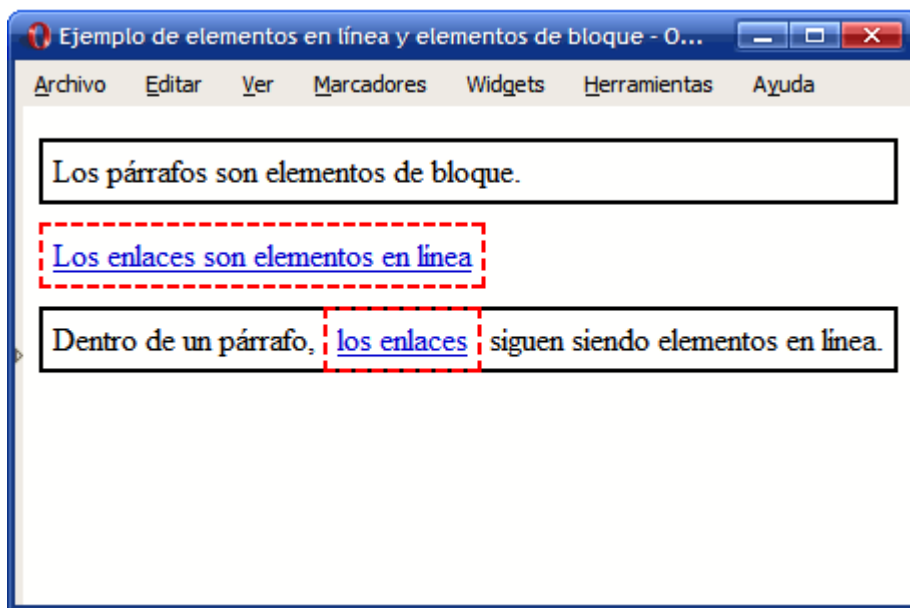 Ejemplo de elementos en línea y elementos de bloque - O...
Archivo Editar Ver Marcadores Widgets Herramientas Ayuda
Los párrafos son elementos de bloque.
Los enlaces son elementos en línea
Dentro de un párrafo, los enlaces siguen siendo elementos en línea.